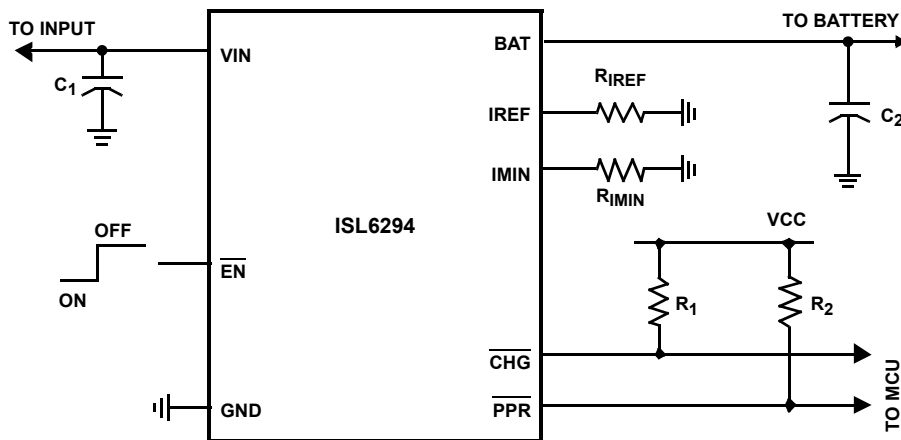 TO INPUT
TO BATTERY
VIN
BAT
C1
RIREF
IREF
C2
IMIN
RIMIN
ISL6294
VCC
OFF
EN
ON
R1
R2
CHG
GND
PPR
TO MCU